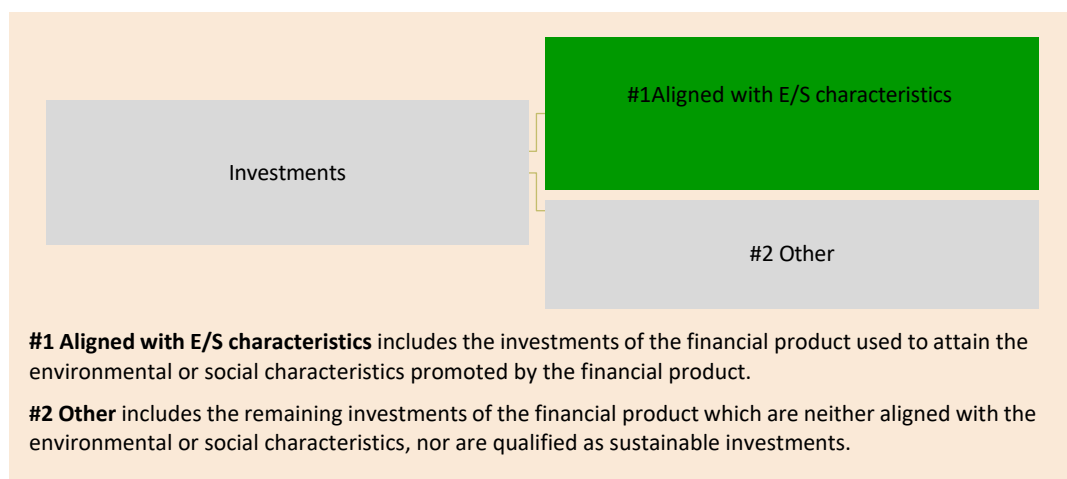 #1Aligned with E/S characteristics
Investments
#2 Other
#1 Aligned with E/S characteristics includes the investments of the financial product used to attain the
environmental or social characteristics promoted by the financial product.
#2 Other includes the remaining investments of the financial product which are neither aligned with the
environmental or social characteristics, nor are qualified as sustainable investments.